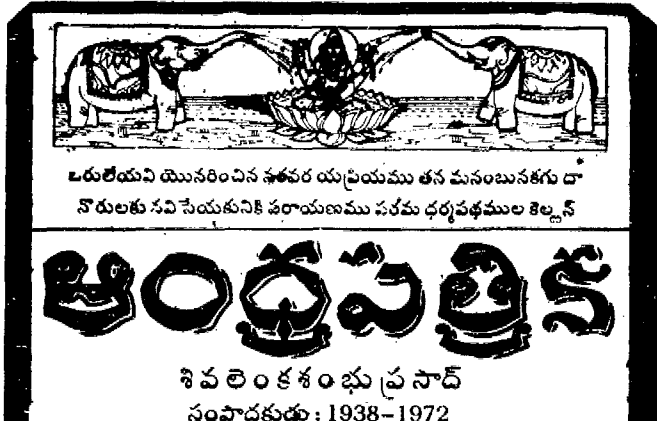 ఒరులేయవి యొనరించిన నతవర యప్రియము తన మనంబునకగు దా
నొరులకు నవి సేయకునికి పరాయణము పరమ ధర్మపథముల కెల్లన్
ఆంధ్రపత్రిక
శివలెంక శంభుప్రసాద్
సంపాదకుడు : 1938–1972